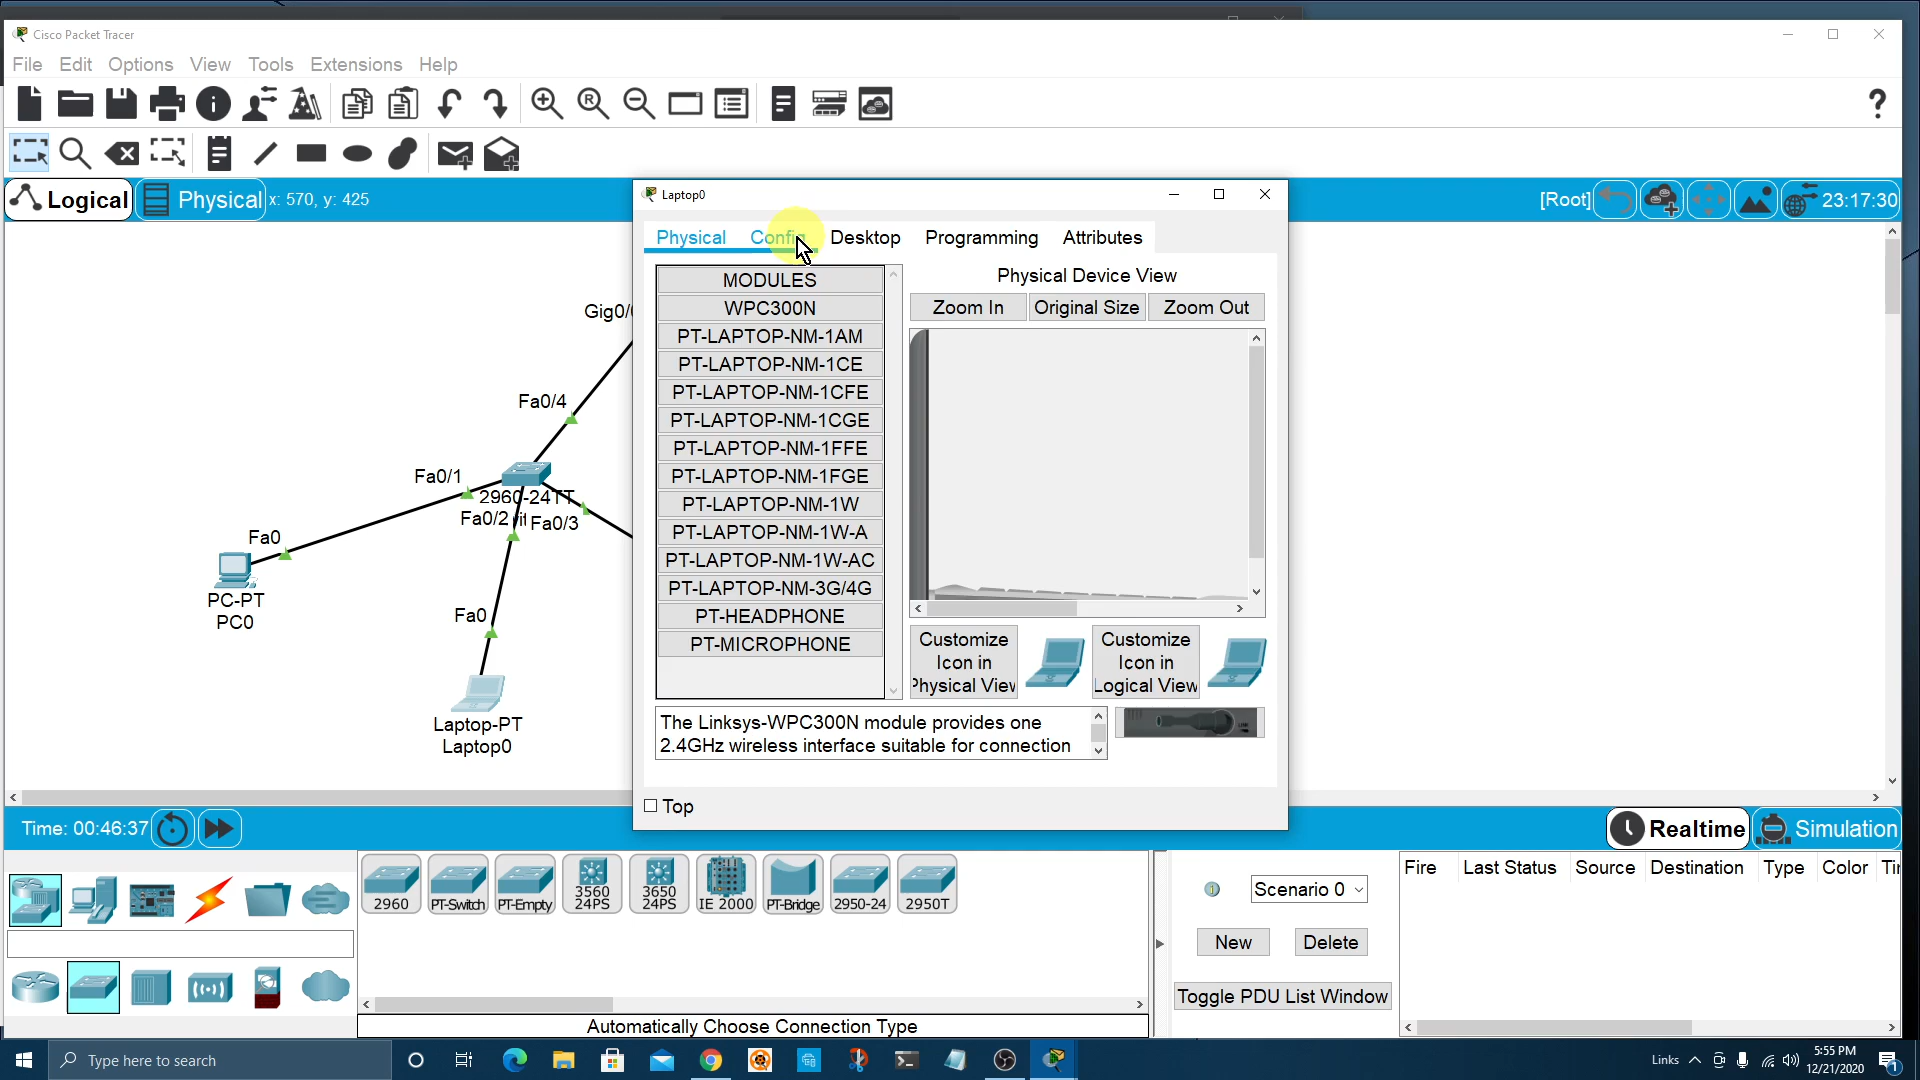 Cisco Packet Tracer
File Edit Options View Tools Extensions Help
Logical Physical x: 570, y: 425
[Root] 23:17:30
Gig0/
Fa0/4
Fa0/1
2960-24TT
Fa0/2 it Fa0/3
Fa0
PC-PT
PC0
Fa0
Laptop-PT
Laptop0
Laptop0
Physical Config Desktop Programming Attributes
MODULES
WPC300N
PT-LAPTOP-NM-1AM
PT-LAPTOP-NM-1CE
PT-LAPTOP-NM-1CFE
PT-LAPTOP-NM-1CGE
PT-LAPTOP-NM-1FFE
PT-LAPTOP-NM-1FGE
PT-LAPTOP-NM-1W
PT-LAPTOP-NM-1W-A
PT-LAPTOP-NM-1W-AC
PT-LAPTOP-NM-3G/4G
PT-HEADPHONE
PT-MICROPHONE
Physical Device View
Zoom In Original Size Zoom Out
Customize
Icon in
Physical View
Customize
Icon in
Logical View
The Linksys-WPC300N module provides one
2.4GHz wireless interface suitable for connection
Top
Time: 00:46:37
Realtime Simulation
2960
PT-Switch
PT-Empty
3560
24PS
3650
24PS
IE 2000
PT-Bridge
2950-24
2950T
Automatically Choose Connection Type
Scenario 0
New Delete
Toggle PDU List Window
Fire Last Status Source Destination Type Color Ti
Type here to search
Links
5:55 PM
12/21/2020
1